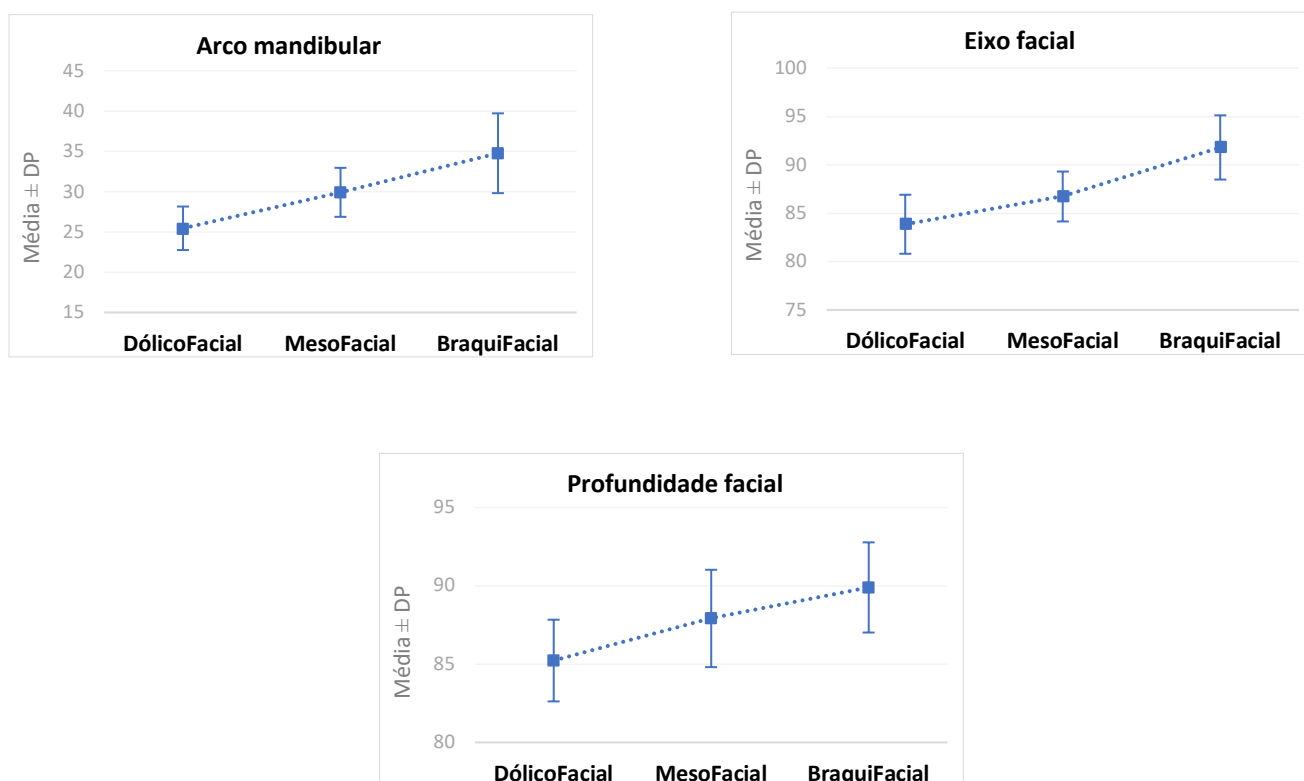 Arco mandibular
45
40
35
30
25
20
15
Média ± DP
DólicoFacial MesoFacial BraquiFacial
Eixo facial
100
95
90
85
80
75
Média ± DP
DólicoFacial MesoFacial BraquiFacial
Profundidade facial
95
90
85
80
Média ± DP
DólicoFacial MesoFacial BraquiFacial